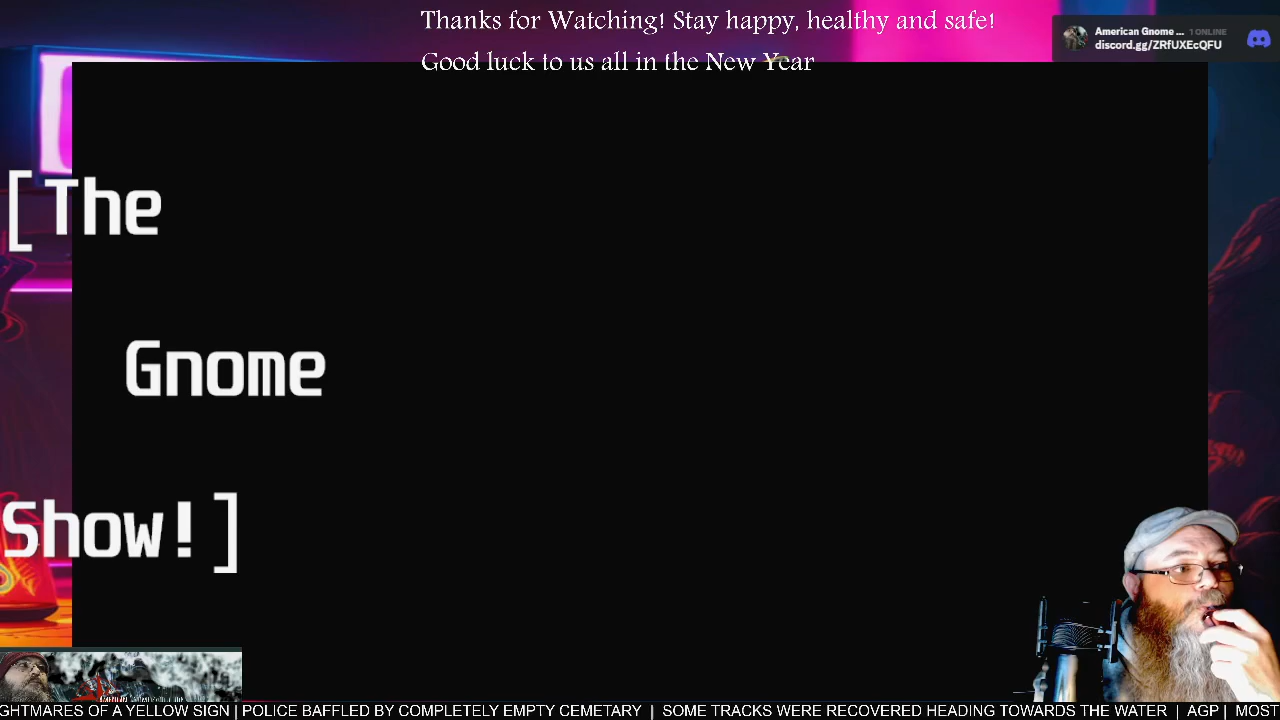 Thanks for Watching! Stay happy, healthy and safe!
Good luck to us all in the New Year
American Gnome ... 1 ONLINE
discord.gg/ZRfUXEcQFU
[The
Gnome
Show!]
GHTMARES OF A YELLOW SIGN | POLICE BAFFLED BY COMPLETELY EMPTY CEMETARY | SOME TRACKS WERE RECOVERED HEADING TOWARDS THE WATER | AGP | MOST